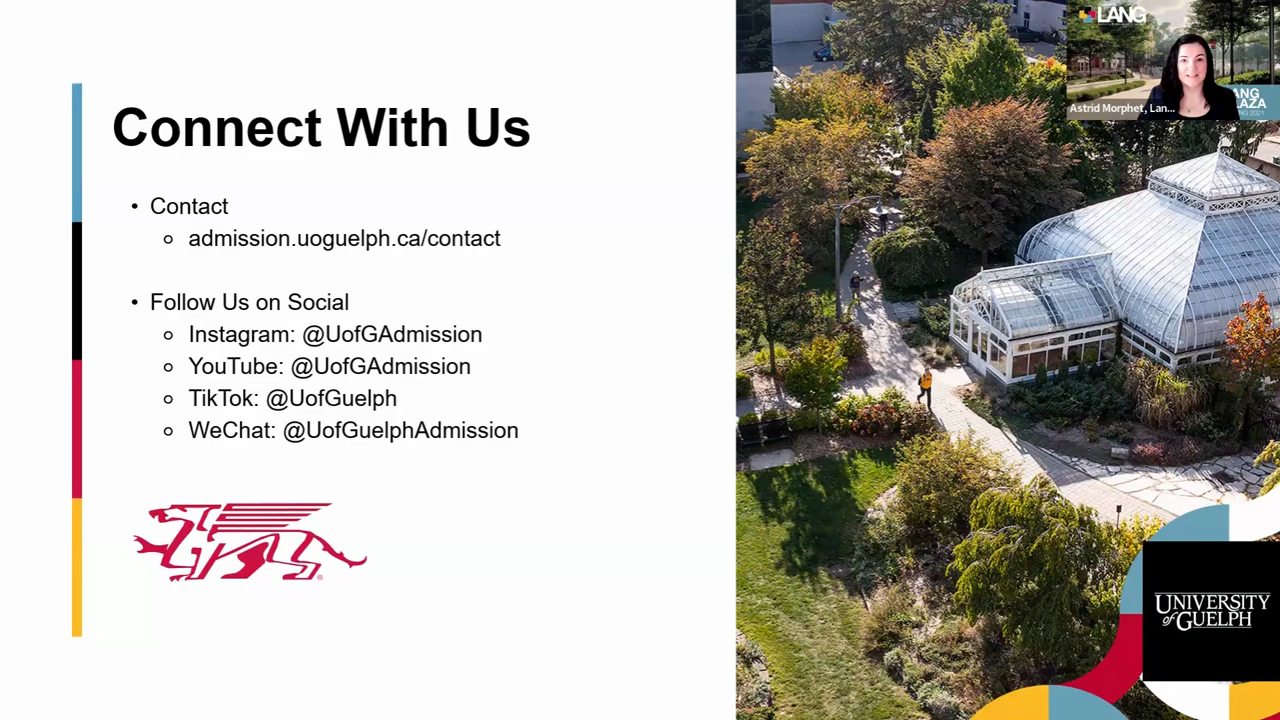 Connect With Us
• Contact
admission.uoguelph.ca/contact
• Follow Us on Social
Instagram: @UofGAdmission
YouTube: @UofGAdmission
TikTok: @UofGuelph
WeChat: @UofGuelphAdmission
LANG
Astrid Morphet, Lan...
UNIVERSITY
of GUELPH